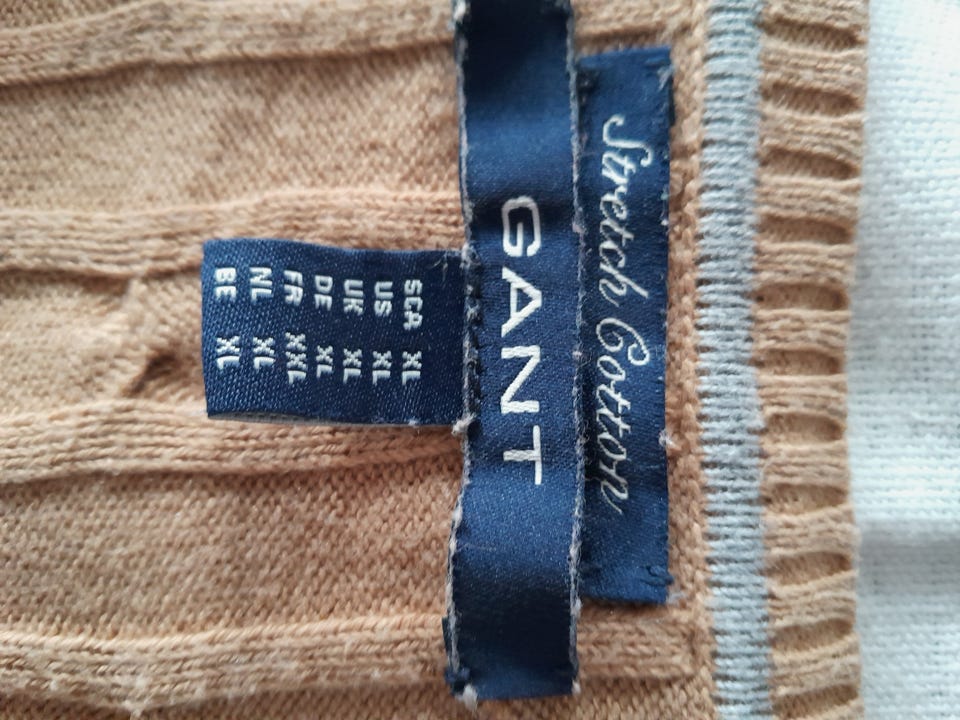 Stretch Cotton
GANT
SCA XL
US XL
UK XL
DE XL
FR XXL
NL XL
BE XL